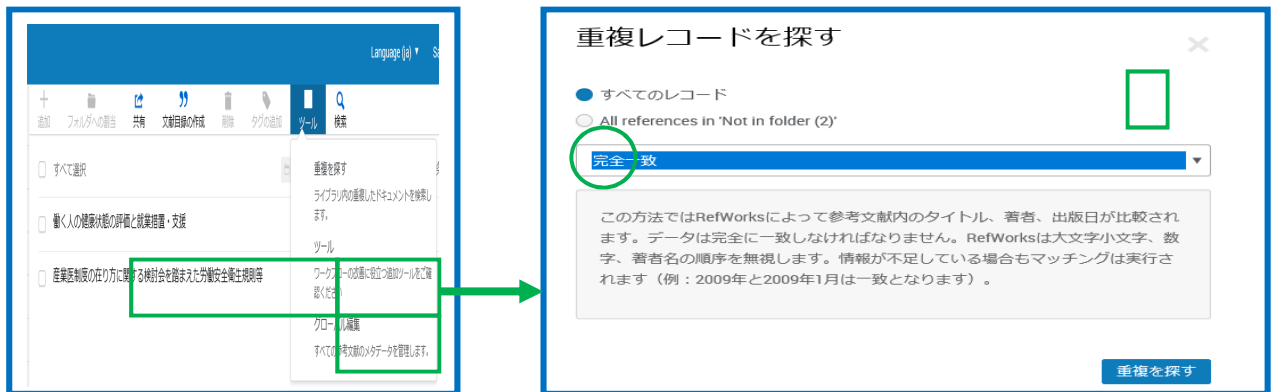 Language (ja) ▼ Sa
追加 フォルダへの割当 共有 文献目録の作成 削除 タグの追加 ツール 検索
すべて選択
重複を探す
ライブラリ内の重複したドキュメントを検索し
ます。
働く人の健康状態の評価と就業措置・支援
ツール
産業医制度の在り方に関する検討会を踏まえた労働安全衛生規則等
ワークフローの改善に役立つ追加ツールをご確
認ください
グローバル編集
すべての参考文献のメタデータを管理します。
重複レコードを探す
すべてのレコード
All references in 'Not in folder (2)'
完全一致
この方法ではRefWorksによって参考文献内のタイトル、著者、出版日が比較され
ます。データは完全に一致しなければなりません。RefWorksは大文字小文字、数
字、著者名の順序を無視します。情報が不足している場合もマッチングは実行さ
れます（例：2009年と2009年1月は一致となります）。
重複を探す